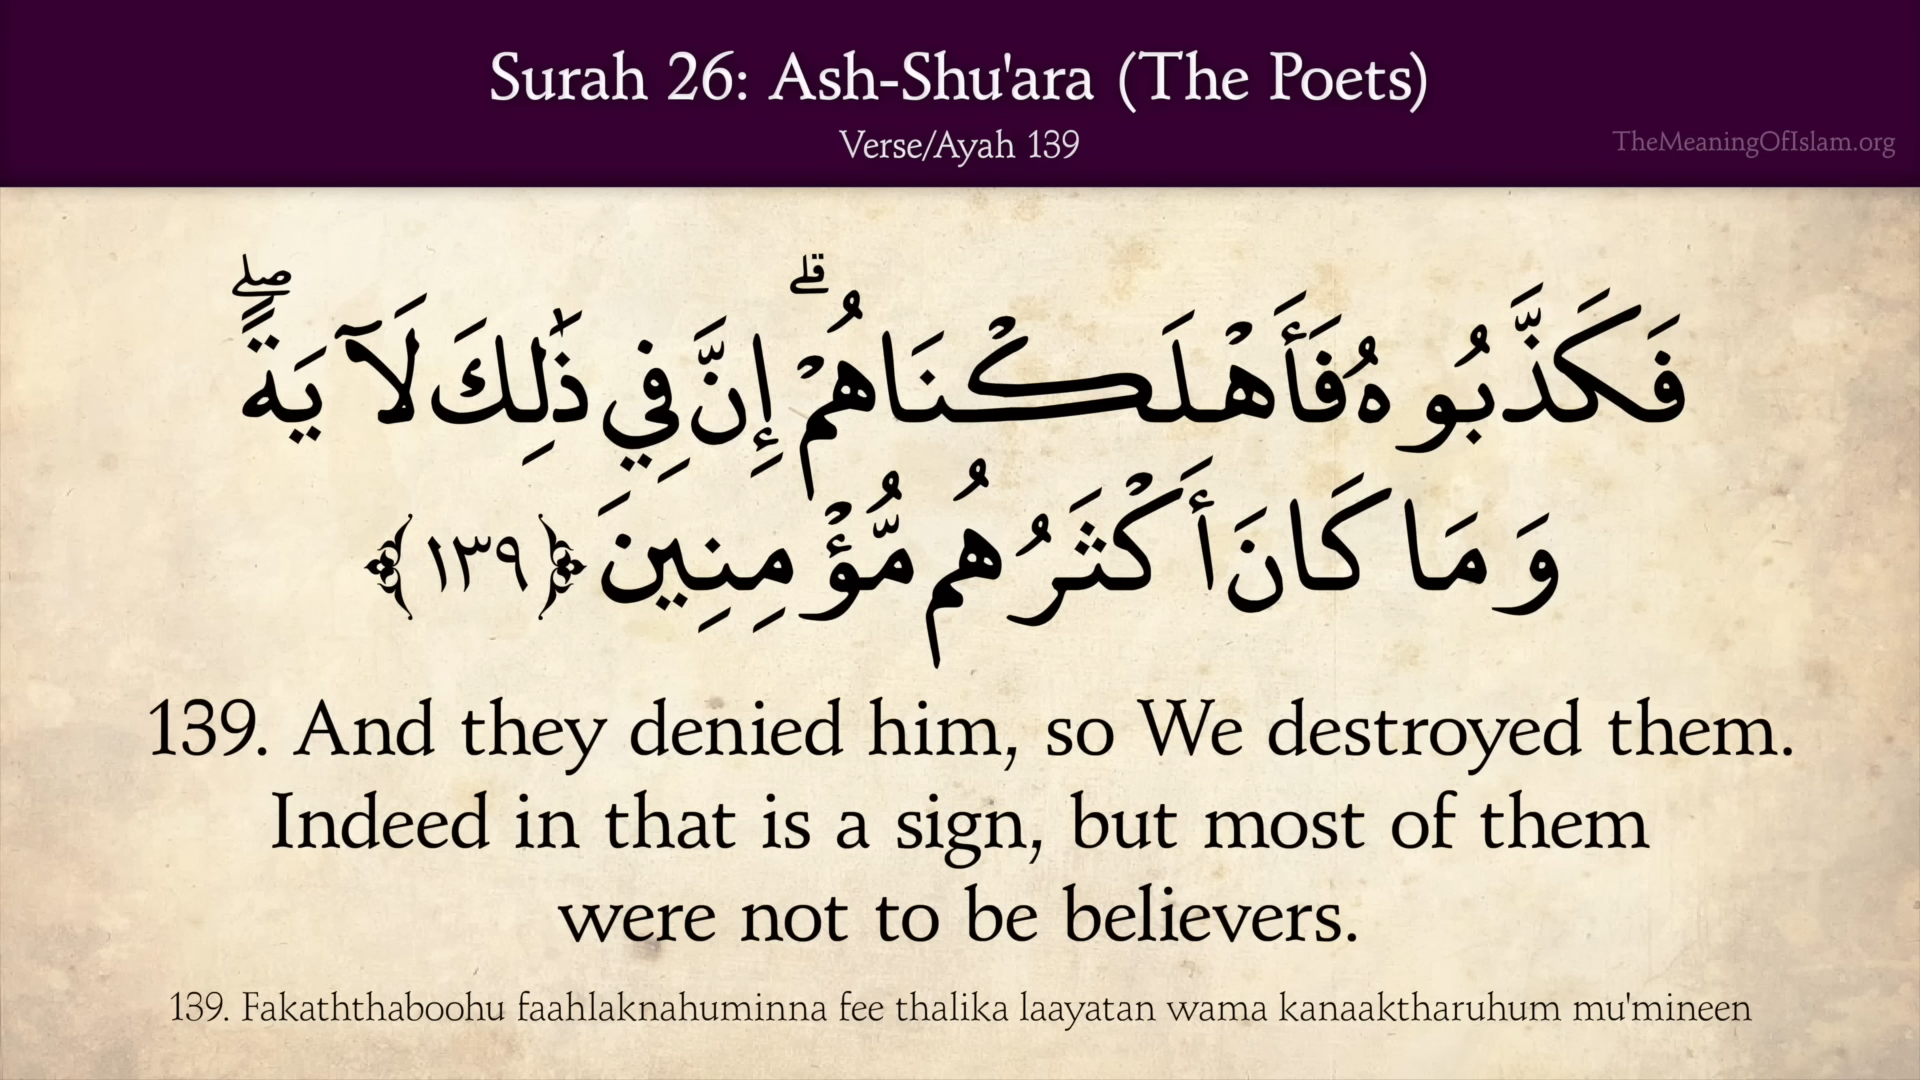 Surah 26: Ash-Shu'ara (The Poets)
Verse/Ayah 139
TheMeaningOfIslam.org
فَكَذَّبُوهُ فَأَهْلَكْنَاهُمْ ۗ إِنَّ فِي ذَٰلِكَ لَآيَةً ۖ
وَمَا كَانَ أَكْثَرُهُم مُّؤْمِنِينَ ﴿١٣٩﴾
139. And they denied him, so We destroyed them.
Indeed in that is a sign, but most of them
were not to be believers.
139. Fakaththaboohu faahlaknahuminna fee thalika laayatan wama kanaaktharuhum mu'mineen